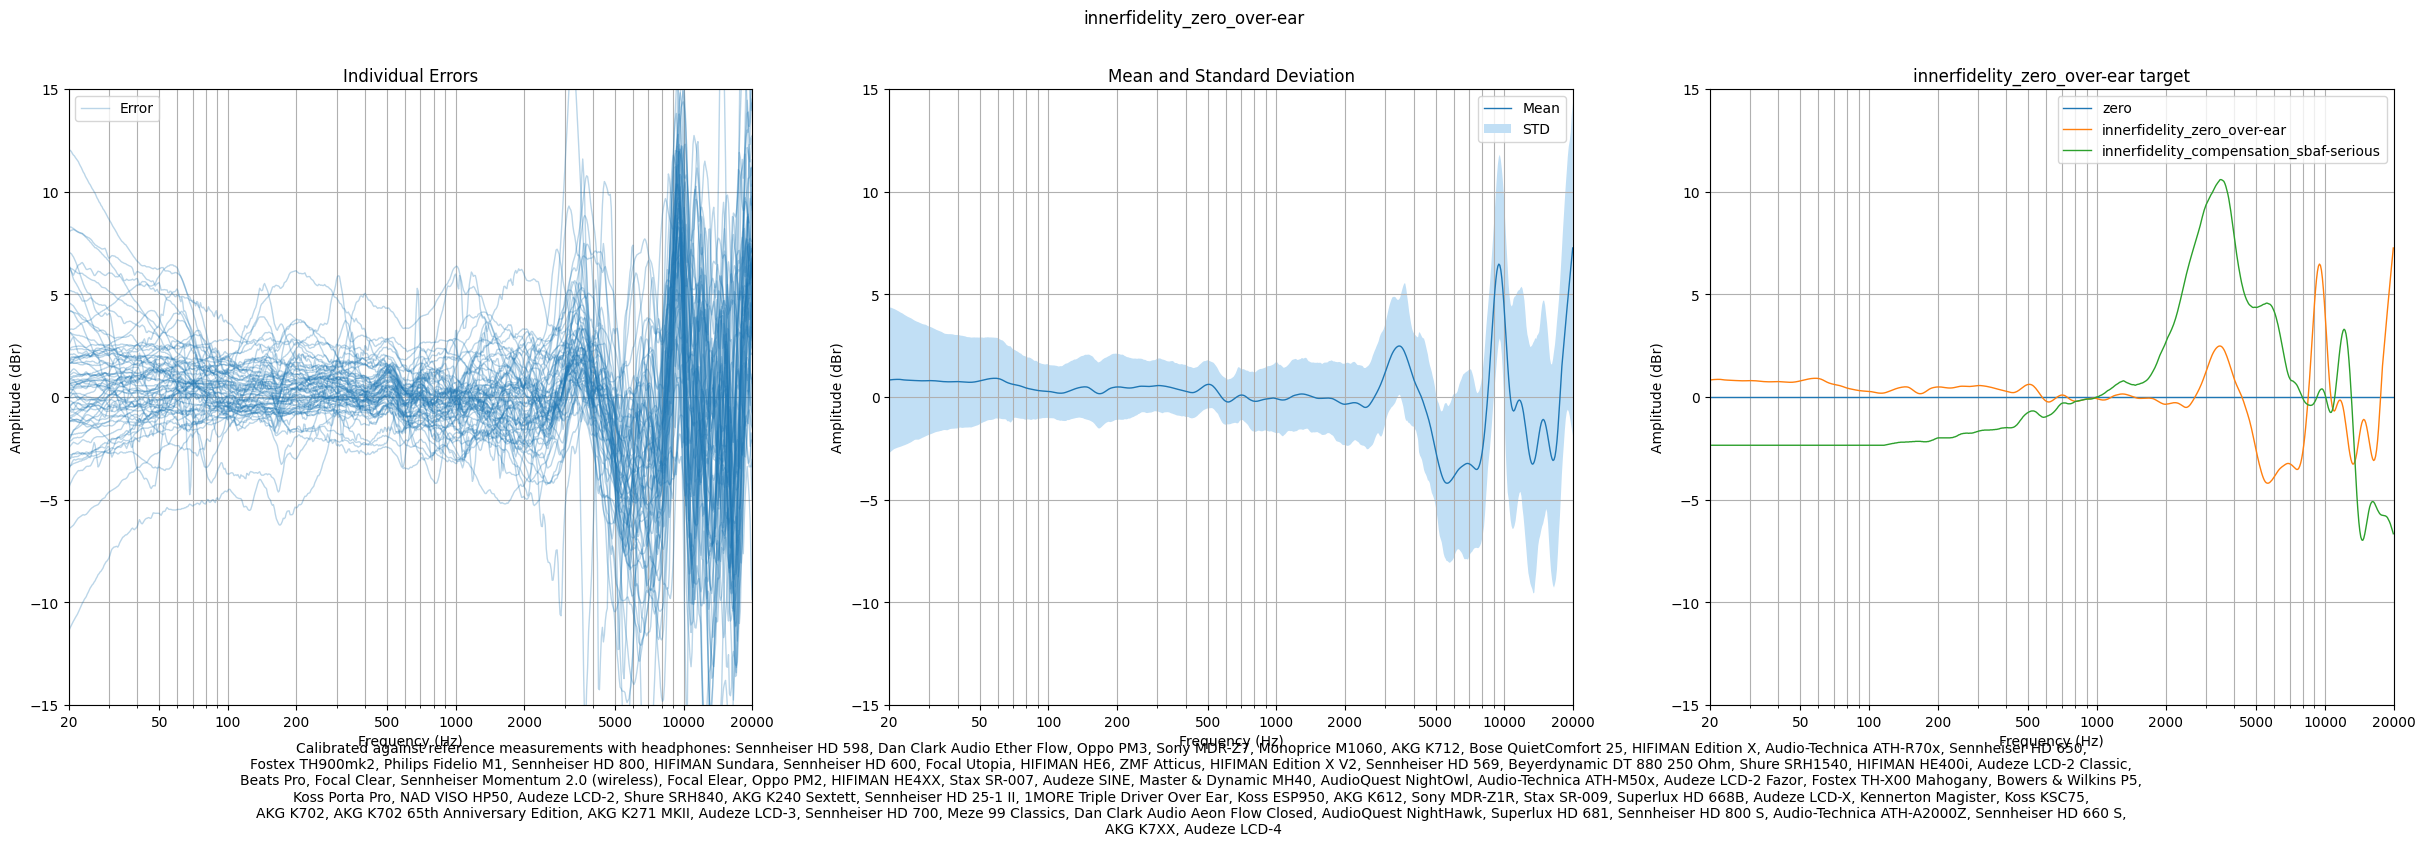 innerfidelity_zero_over-ear
Individual Errors
15
10
5
0
−5
−10
−15
Amplitude (dBr)
Error
20 50 100 200 500 1000 2000 5000 10000 20000
Frequency (Hz)
Mean and Standard Deviation
15
10
5
0
−5
−10
−15
Amplitude (dBr)
Mean
STD
20 50 100 200 500 1000 2000 5000 10000 20000
Frequency (Hz)
innerfidelity_zero_over-ear target
15
10
5
0
−5
−10
−15
Amplitude (dBr)
zero
innerfidelity_zero_over-ear
innerfidelity_compensation_sbaf-serious
20 50 100 200 500 1000 2000 5000 10000 20000
Frequency (Hz)
Calibrated against reference measurements with headphones: Sennheiser HD 598, Dan Clark Audio Ether Flow, Oppo PM3, Sony MDR-Z7, Monoprice M1060, AKG K712, Bose QuietComfort 25, HIFIMAN Edition X, Audio-Technica ATH-R70x, Sennheiser HD 650,
Fostex TH900mk2, Philips Fidelio M1, Sennheiser HD 800, HIFIMAN Sundara, Sennheiser HD 600, Focal Utopia, HIFIMAN HE6, ZMF Atticus, HIFIMAN Edition X V2, Sennheiser HD 569, Beyerdynamic DT 880 250 Ohm, Shure SRH1540, HIFIMAN HE400i, Audeze LCD-2 Classic,
Beats Pro, Focal Clear, Sennheiser Momentum 2.0 (wireless), Focal Elear, Oppo PM2, HIFIMAN HE4XX, Stax SR-007, Audeze SINE, Master & Dynamic MH40, AudioQuest NightOwl, Audio-Technica ATH-M50x, Audeze LCD-2 Fazor, Fostex TH-X00 Mahogany, Bowers & Wilkins P5,
Koss Porta Pro, NAD VISO HP50, Audeze LCD-2, Shure SRH840, AKG K240 Sextett, Sennheiser HD 25-1 II, 1MORE Triple Driver Over Ear, Koss ESP950, AKG K612, Sony MDR-Z1R, Stax SR-009, Superlux HD 668B, Audeze LCD-X, Kennerton Magister, Koss KSC75,
AKG K702, AKG K702 65th Anniversary Edition, AKG K271 MKII, Audeze LCD-3, Sennheiser HD 700, Meze 99 Classics, Dan Clark Audio Aeon Flow Closed, AudioQuest NightHawk, Superlux HD 681, Sennheiser HD 800 S, Audio-Technica ATH-A2000Z, Sennheiser HD 660 S,
AKG K7XX, Audeze LCD-4